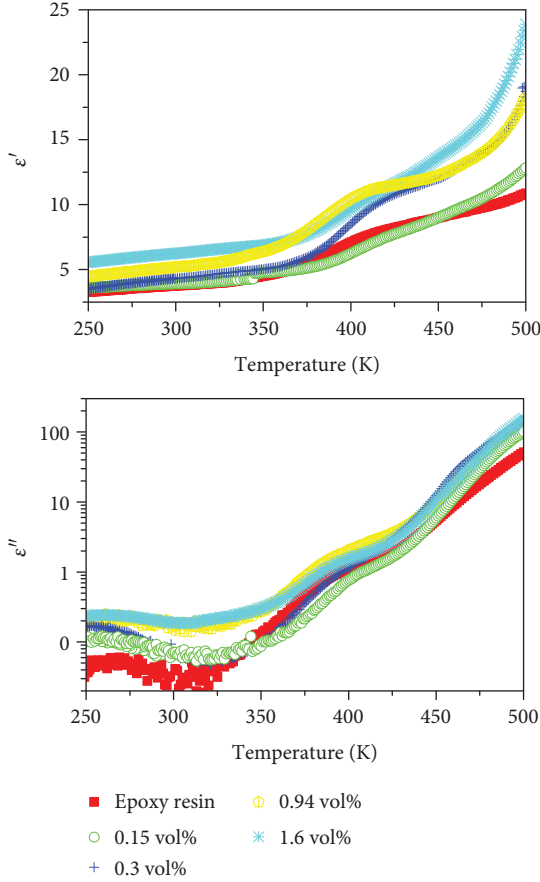 25
20
15
10
5
ε′
250 300 350 400 450 500
Temperature (K)
100
10
1
0
ε″
250 300 350 400 450 500
Temperature (K)
Epoxy resin 0.94 vol%
0.15 vol% 1.6 vol%
0.3 vol%